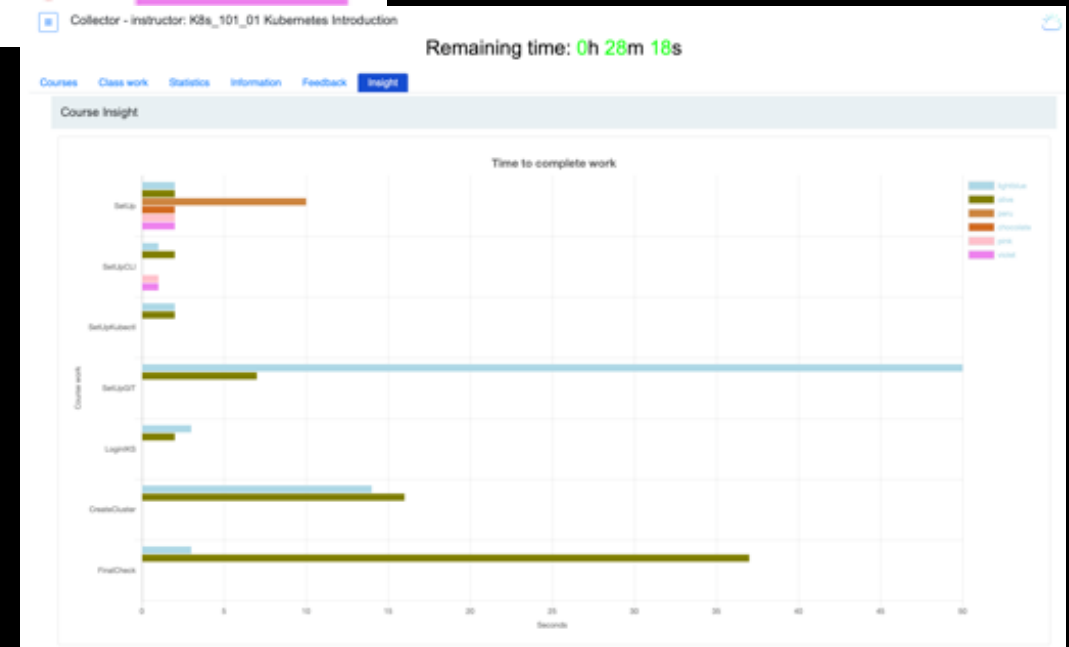 Collector - instructor: K8s_101_01 Kubernetes Introduction
Remaining time: 0h 28m 18s
Courses Class work Statistics Information Feedback Insight
Course Insight
Time to complete work
lightblue
olive
peru
chocolate
pink
violet
SetUp
SetUpCLI
SetUpKubectl
SetUpGIT
LoginIKS
CreateCluster
FinalCheck
Course work
0 5 10 15 20 25 30 35 40 45 50
Seconds